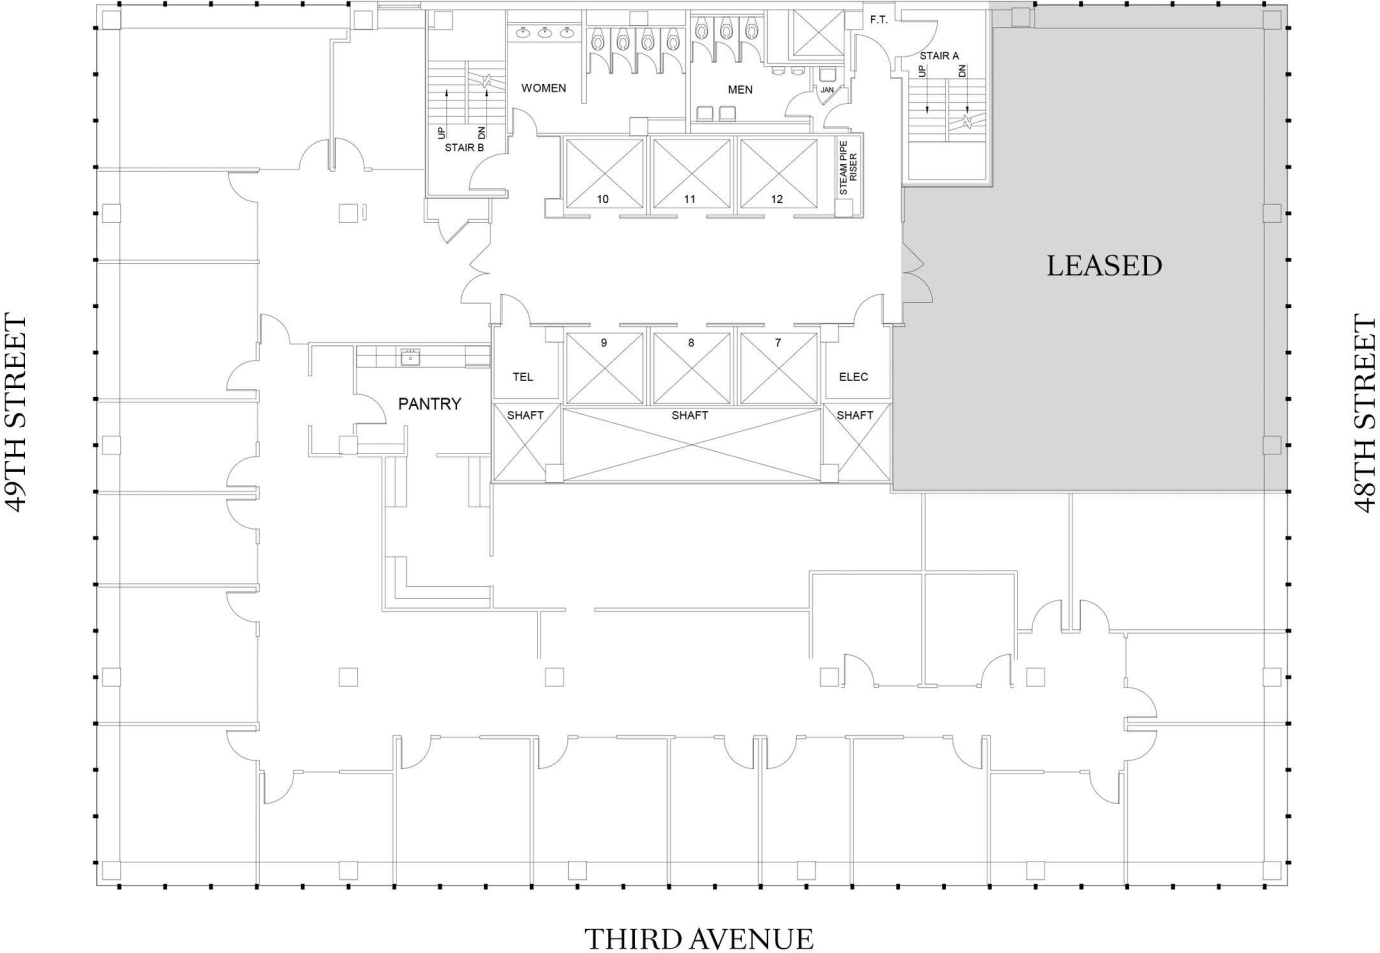 F.T.
STAIR A
UP
DN
WOMEN
MEN
JAN
UP
DN
STAIR B
STEAM PIPE
RISER
10
11
12
LEASED
49TH STREET
48TH STREET
9
8
7
TEL
ELEC
PANTRY
SHAFT
SHAFT
SHAFT
THIRD AVENUE